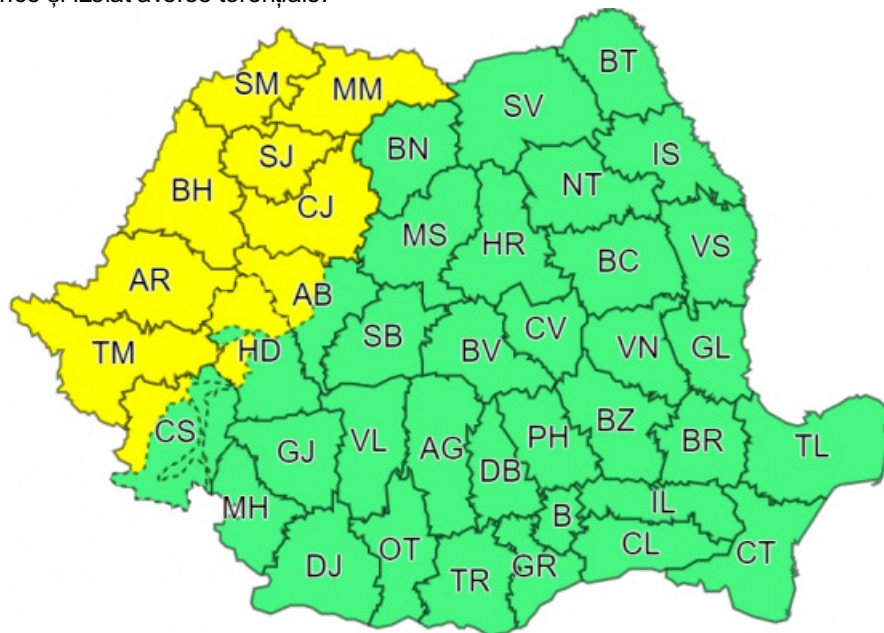 și izolat averse torențiale.
BT
SM
MM
SV
BN
SJ
IS
NT
BH
CJ
MS
HR
VS
BC
AR
AB
SB
CV
TM
HD
BV
VN
GL
CS
BZ
GJ
VL
AG
PH
BR
TL
DB
MH
IL
B
CL
CT
DJ
OT
TR
GR